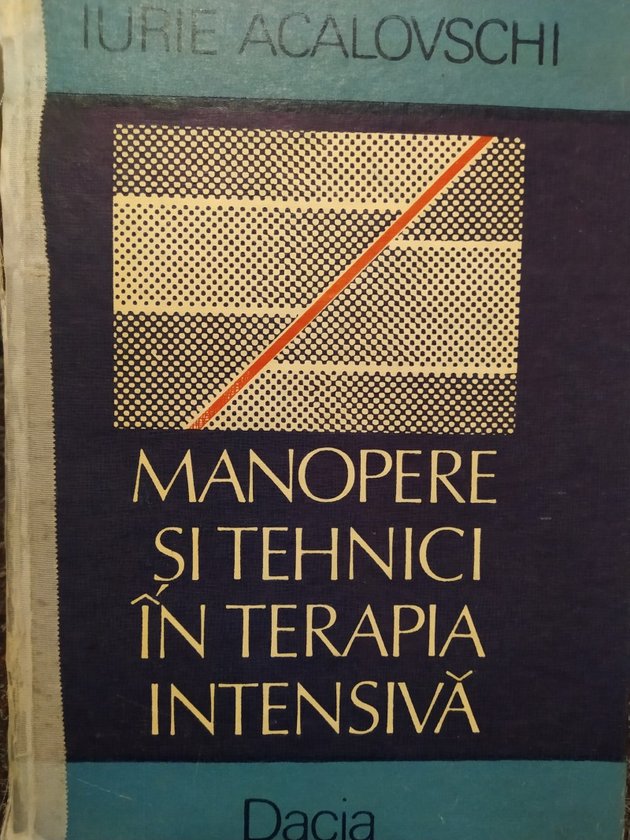 IURIE ACALOVSCHI
MANOPERE
ȘI TEHNICI
ÎN TERAPIA
INTENSIVĂ
Dacia